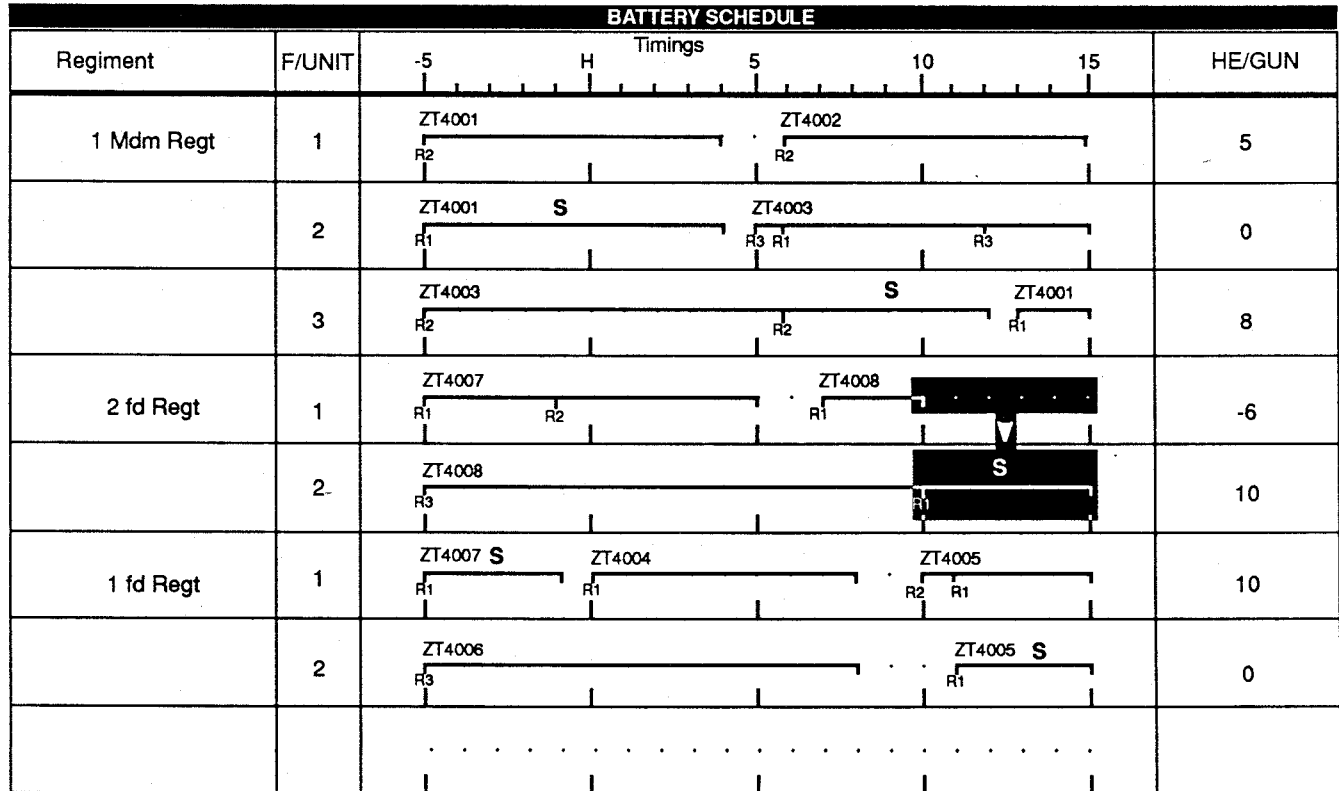 BATTERY SCHEDULE
Regiment F/UNIT Timings HE/GUN
-5 H 5 10 15
1 Mdm Regt 1 ZT4001 ZT4002 5
R2 R2
2 ZT4001 S ZT4003 0
R1 R3 R1 R3
3 ZT4003 S ZT4001 8
R2 R2 R1
2 fd Regt 1 ZT4007 ZT4008 -6
R1 R2 R1
2 ZT4008 S 10
R3 R1
1 fd Regt 1 ZT4007 S ZT4004 ZT4005 10
R1 R1 R2 R1
2 ZT4006 ZT4005 S 0
R3 R1